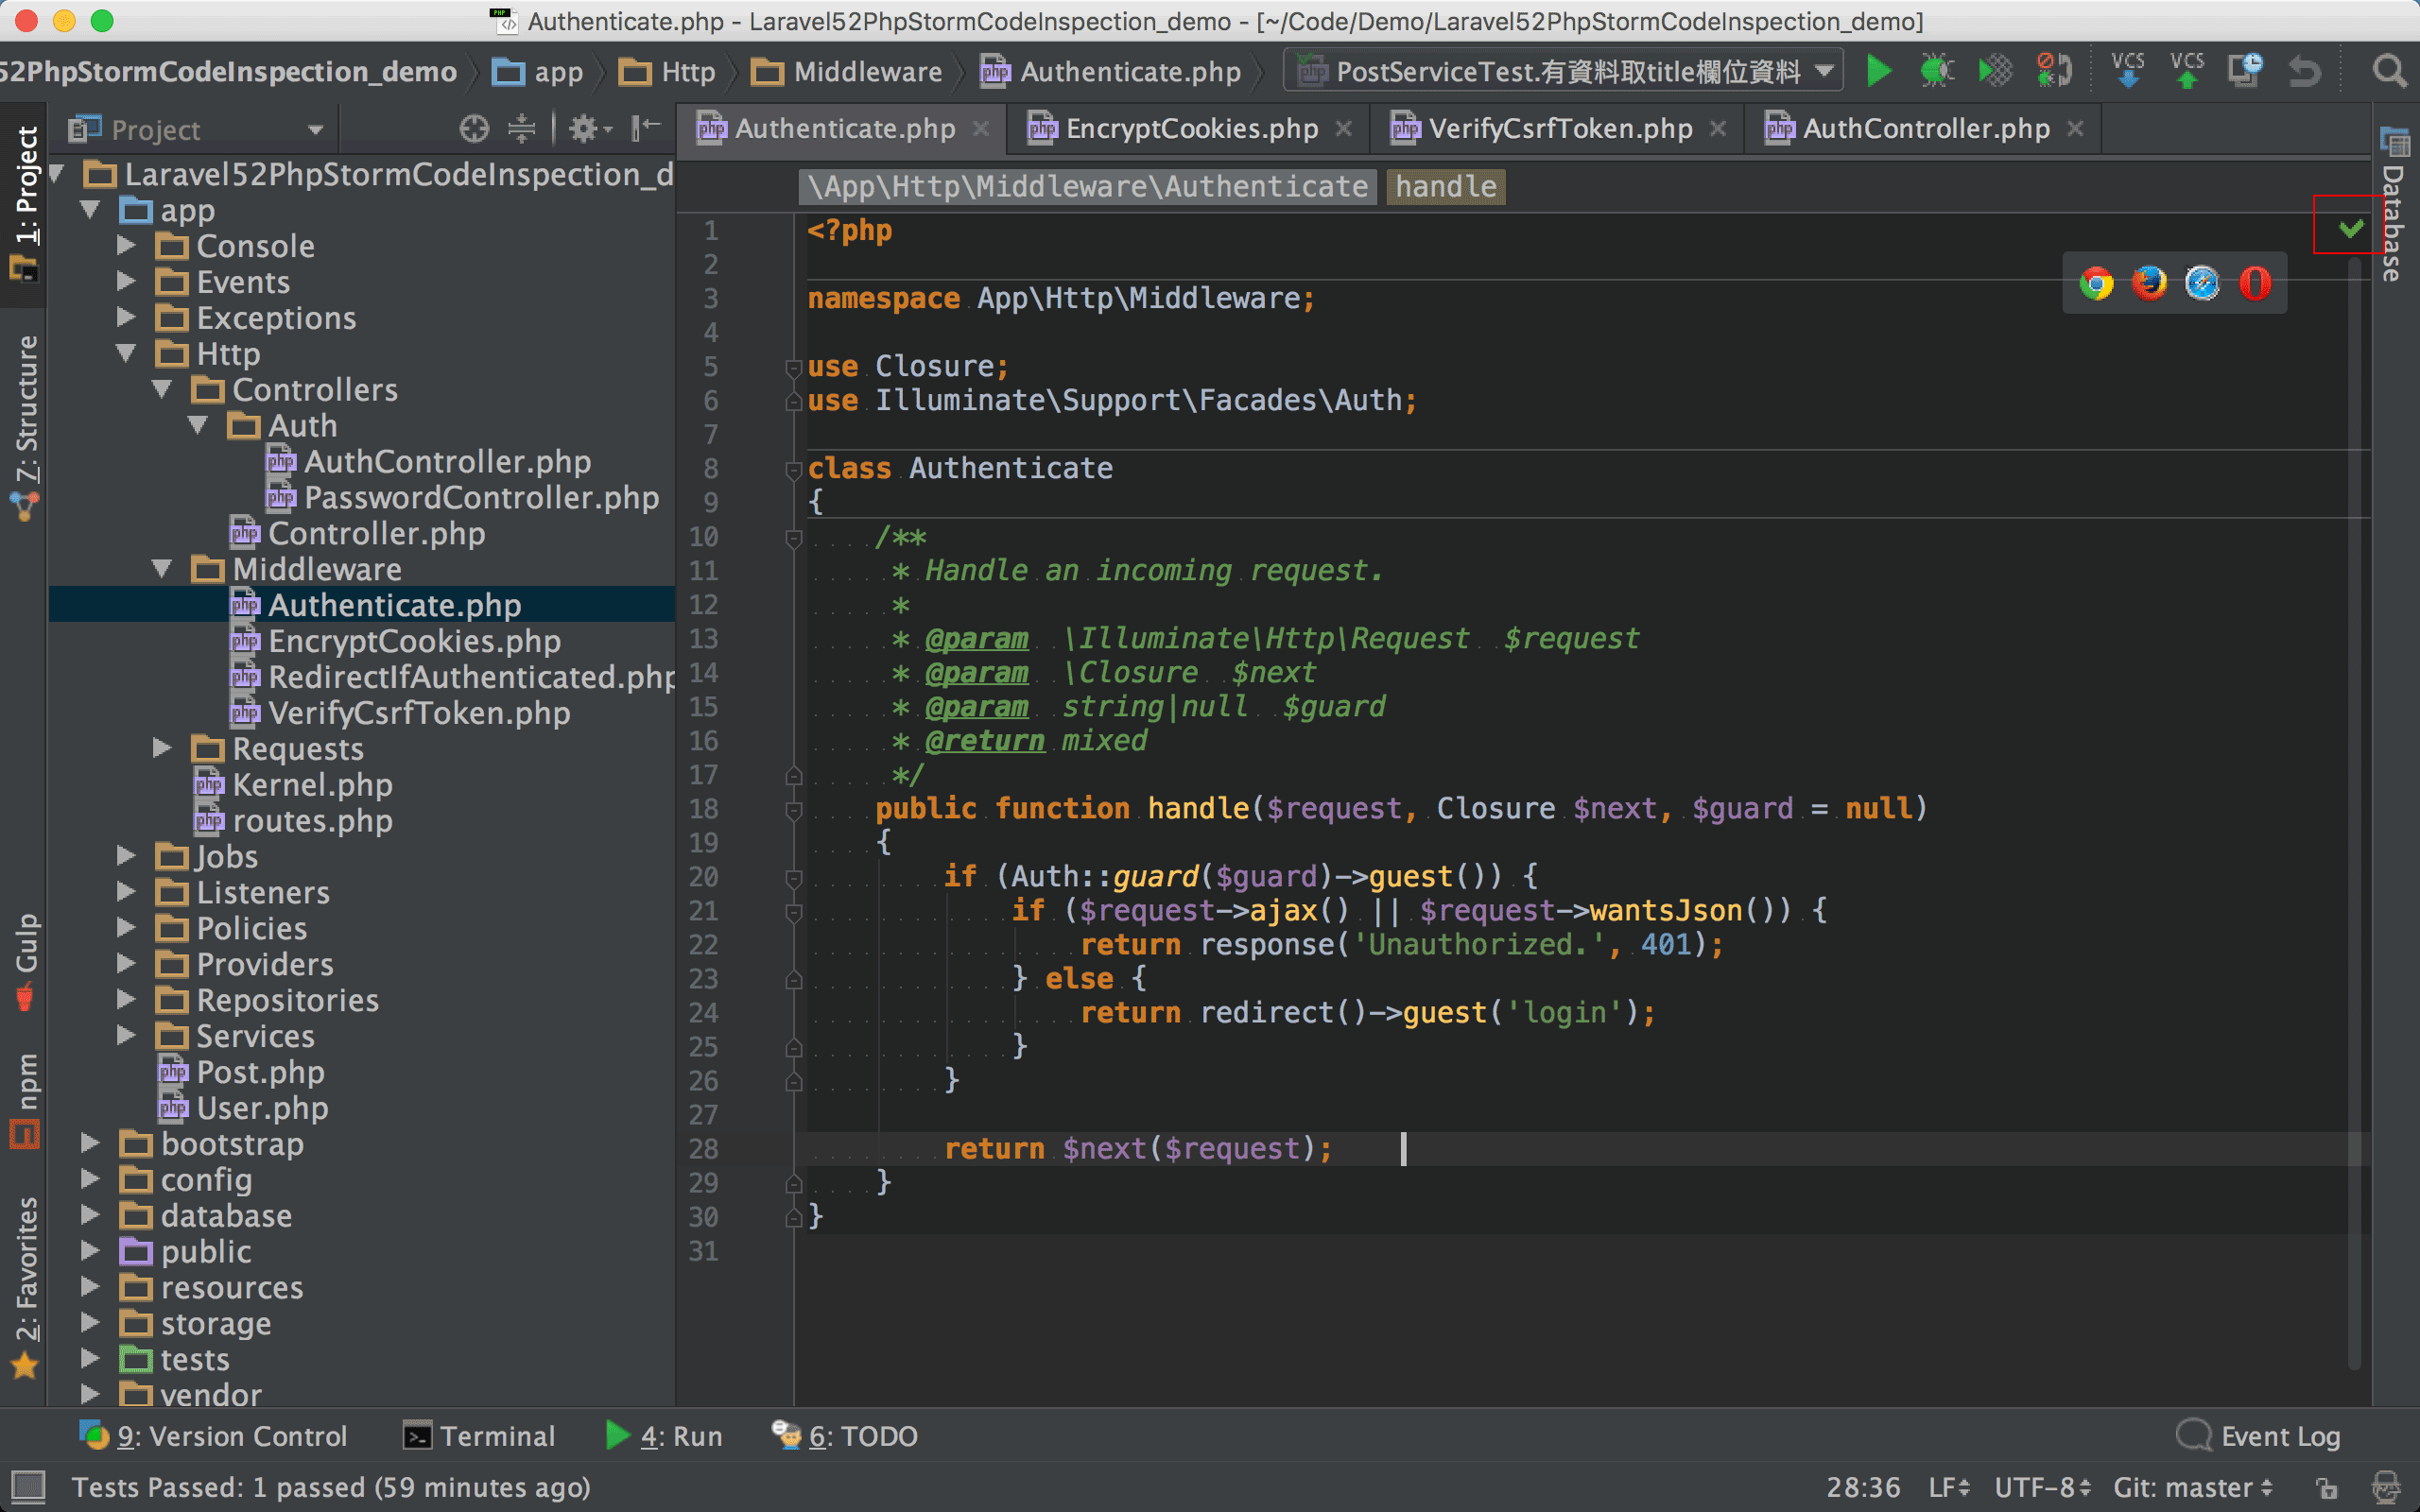 Authenticate.php - Laravel52PhpStormCodeInspection_demo - [~/Code/Demo/Laravel52PhpStormCodeInspection_demo]
52PhpStormCodeInspection_demo app Http Middleware Authenticate.php PostServiceTest.有資料取title欄位資料 VCS VCS
Project
Authenticate.php EncryptCookies.php VerifyCsrfToken.php AuthController.php
\App\Http\Middleware\Authenticate handle
1: Project
7: Structure
Gulp
npm
2: Favorites
Database
Laravel52PhpStormCodeInspection_d
app
Console
Events
Exceptions
Http
Controllers
Auth
AuthController.php
PasswordController.php
Controller.php
Middleware
Authenticate.php
EncryptCookies.php
RedirectIfAuthenticated.php
VerifyCsrfToken.php
Requests
Kernel.php
routes.php
Jobs
Listeners
Policies
Providers
Repositories
Services
Post.php
User.php
bootstrap
config
database
public
resources
storage
tests
vendor
1 <?php
2
3 namespace App\Http\Middleware;
4
5 use Closure;
6 use Illuminate\Support\Facades\Auth;
7
8 class Authenticate
9 {
10 /**
11 * Handle an incoming request.
12 *
13 * @param \Illuminate\Http\Request $request
14 * @param \Closure $next
15 * @param string|null $guard
16 * @return mixed
17 */
18 public function handle($request, Closure $next, $guard = null)
19 {
20 if (Auth::guard($guard)->guest()) {
21 if ($request->ajax() || $request->wantsJson()) {
22 return response('Unauthorized.', 401);
23 } else {
24 return redirect()->guest('login');
25 }
26 }
27
28 return $next($request);
29 }
30 }
31
9: Version Control Terminal 4: Run 6: TODO Event Log
Tests Passed: 1 passed (59 minutes ago) 28:36 LF UTF-8 Git: master